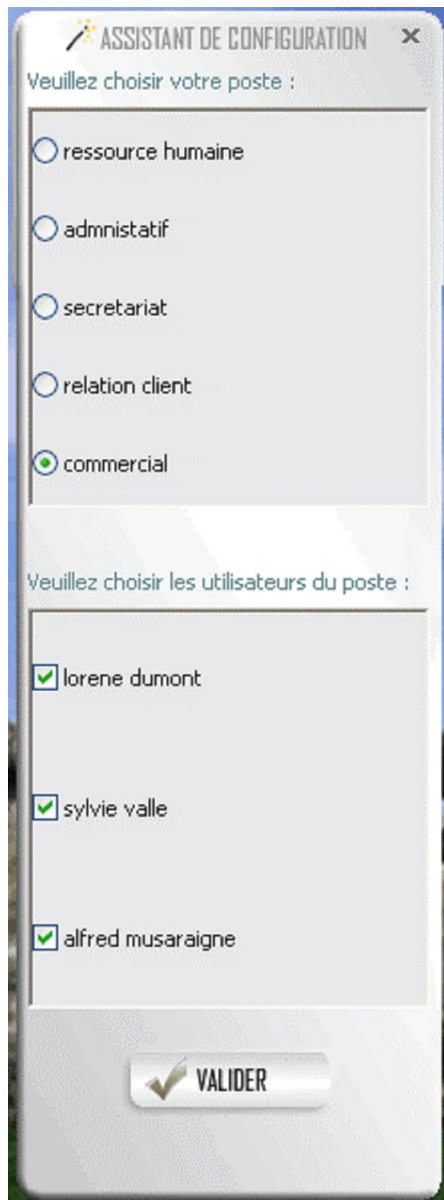 ASSISTANT DE CONFIGURATION
Veuillez choisir votre poste :
ressource humaine
admnistatif
secretariat
relation client
commercial
Veuillez choisir les utilisateurs du poste :
lorene dumont
sylvie valle
alfred musaraigne
VALIDER